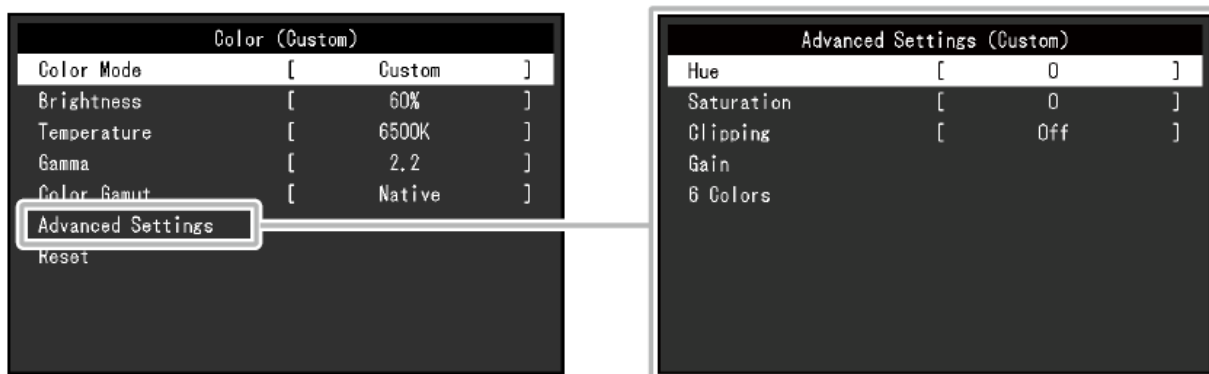 Color (Custom)
Color Mode [ Custom ]
Brightness [ 60% ]
Temperature [ 6500K ]
Gamma [ 2.2 ]
Color Gamut [ Native ]
Advanced Settings
Reset
Advanced Settings (Custom)
Hue [ 0 ]
Saturation [ 0 ]
Clipping [ Off ]
Gain
6 Colors